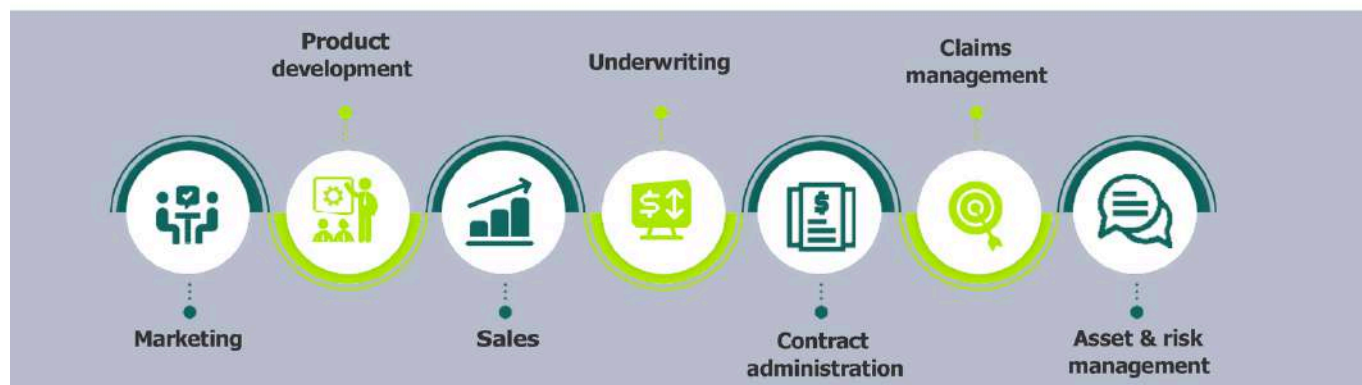 Product
development
Underwriting
Claims
management
Marketing
Sales
Contract
administration
Asset & risk
management